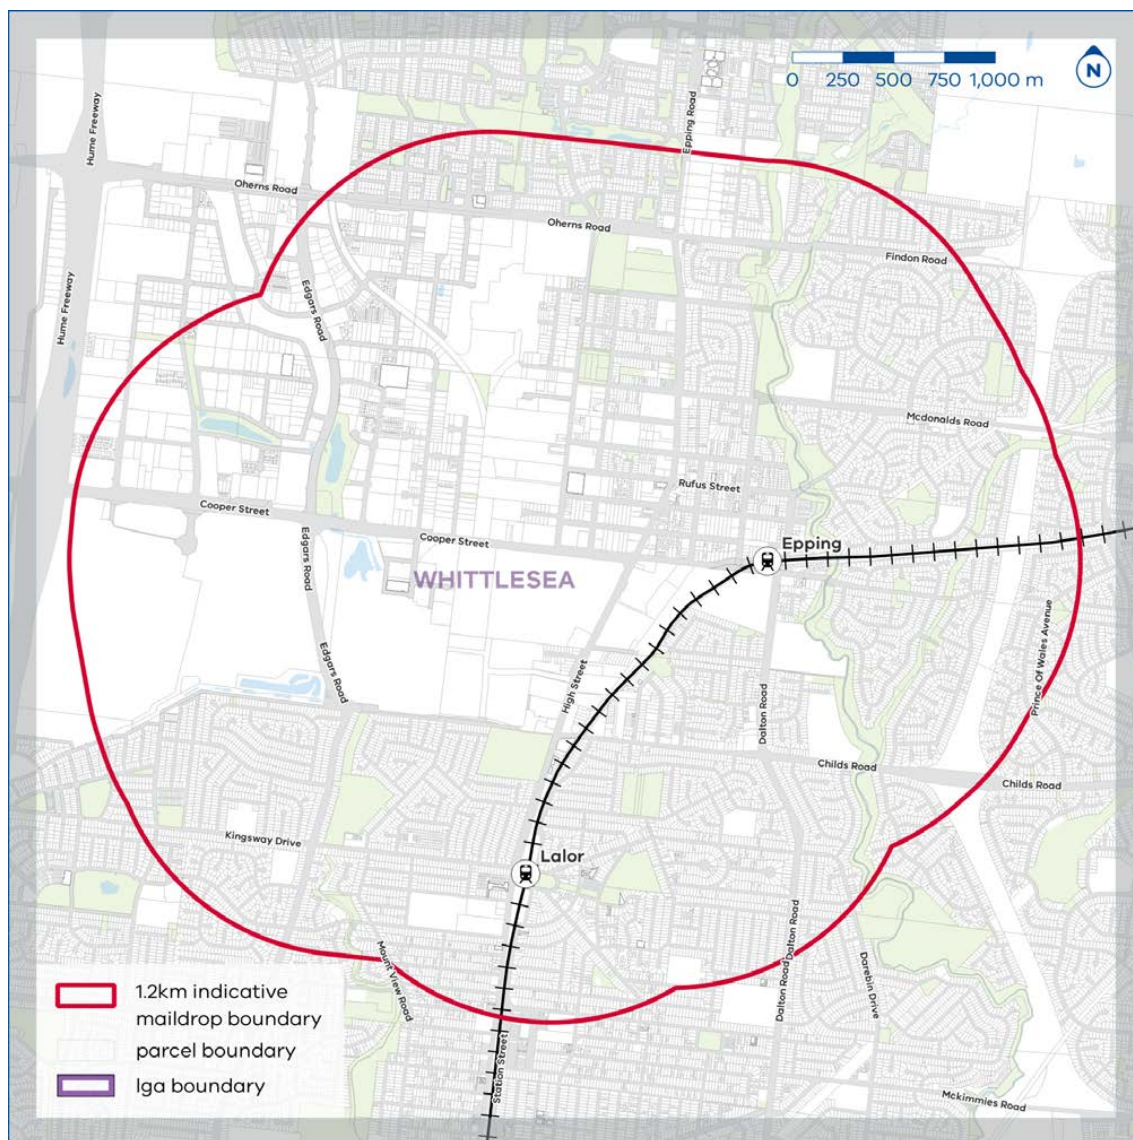 0 250 500 750 1,000 m
N
Hume Freeway
Epping Road
Oherns Road
Oherns Road
Findon Road
Hume Freeway
Edgars Road
Mcdonalds Road
Rufus Street
Cooper Street
Cooper Street
Epping
Edgars Road
WHITTLESEA
Prince Of Wales Avenue
Edgars Road
High Street
Dalton Road
Childs Road
Childs Road
Kingsway Drive
Lalor
Dalton Road
Mount View Road
Dalton Road
Darebin Drive
Station Street
Mckimmies Road
1.2km indicative
maildrop boundary
parcel boundary
lga boundary